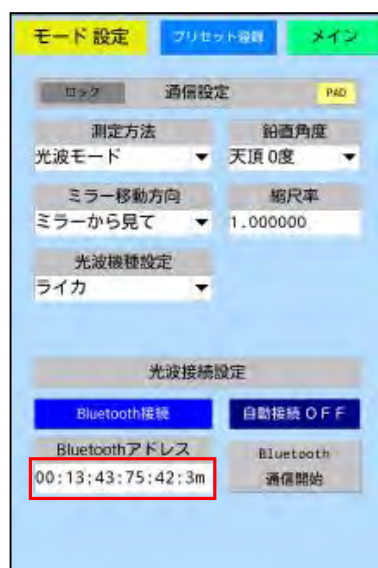 モード 設定 プリセット登録 メイン
ロック 通信設定 PAD
測定方法 鉛直角度
光波モード ▼ 天頂 0度 ▼
ミラー移動方向 縮尺率
ミラーから見て ▼ 1.000000
光波機種設定
ライカ ▼
光波接続設定
Bluetooth接続 自動接続 OFF
Bluetoothアドレス Bluetooth
00:13:43:75:42:3m 通信開始